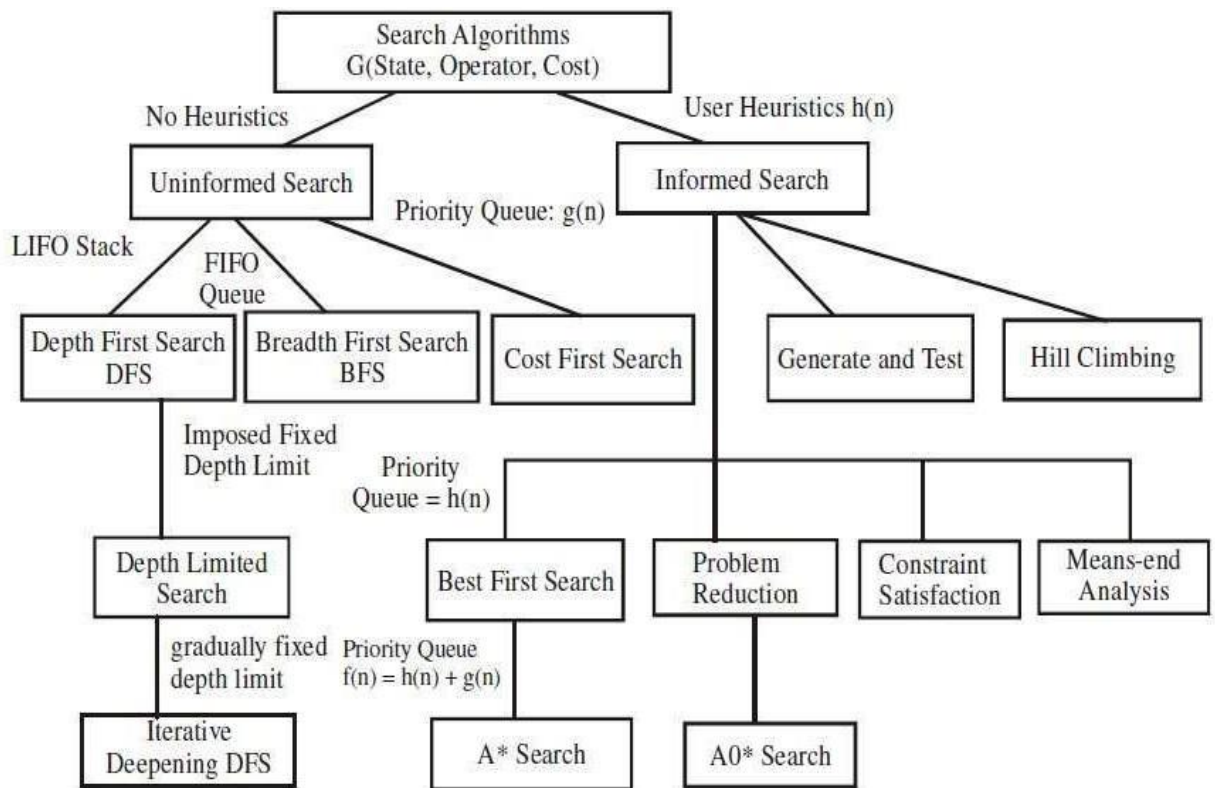 Search Algorithms
G(State, Operator, Cost)
No Heuristics
User Heuristics h(n)
Uninformed Search
Informed Search
Priority Queue: g(n)
LIFO Stack
FIFO
Queue
Depth First Search
DFS
Breadth First Search
BFS
Cost First Search
Generate and Test
Hill Climbing
Imposed Fixed
Depth Limit
Priority
Queue = h(n)
Depth Limited
Search
Best First Search
Problem
Reduction
Constraint
Satisfaction
Means-end
Analysis
gradually fixed
depth limit
Priority Queue
f(n) = h(n) + g(n)
Iterative
Deepening DFS
A* Search
A0* Search